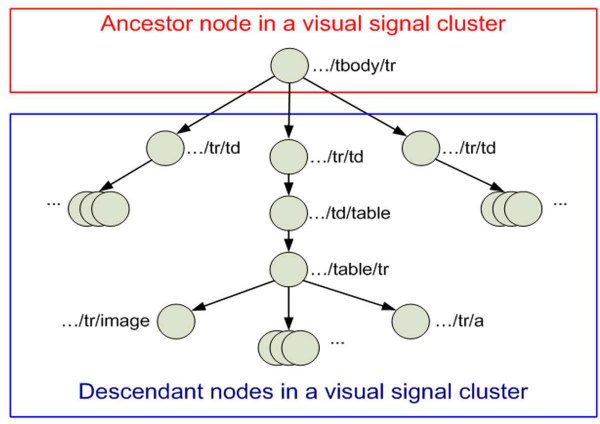 Ancestor node in a visual signal cluster
.../tbody/tr
.../tr/td
.../tr/td
.../tr/td
...
...
.../td/table
.../table/tr
.../tr/image
...
.../tr/a
Descendant nodes in a visual signal cluster